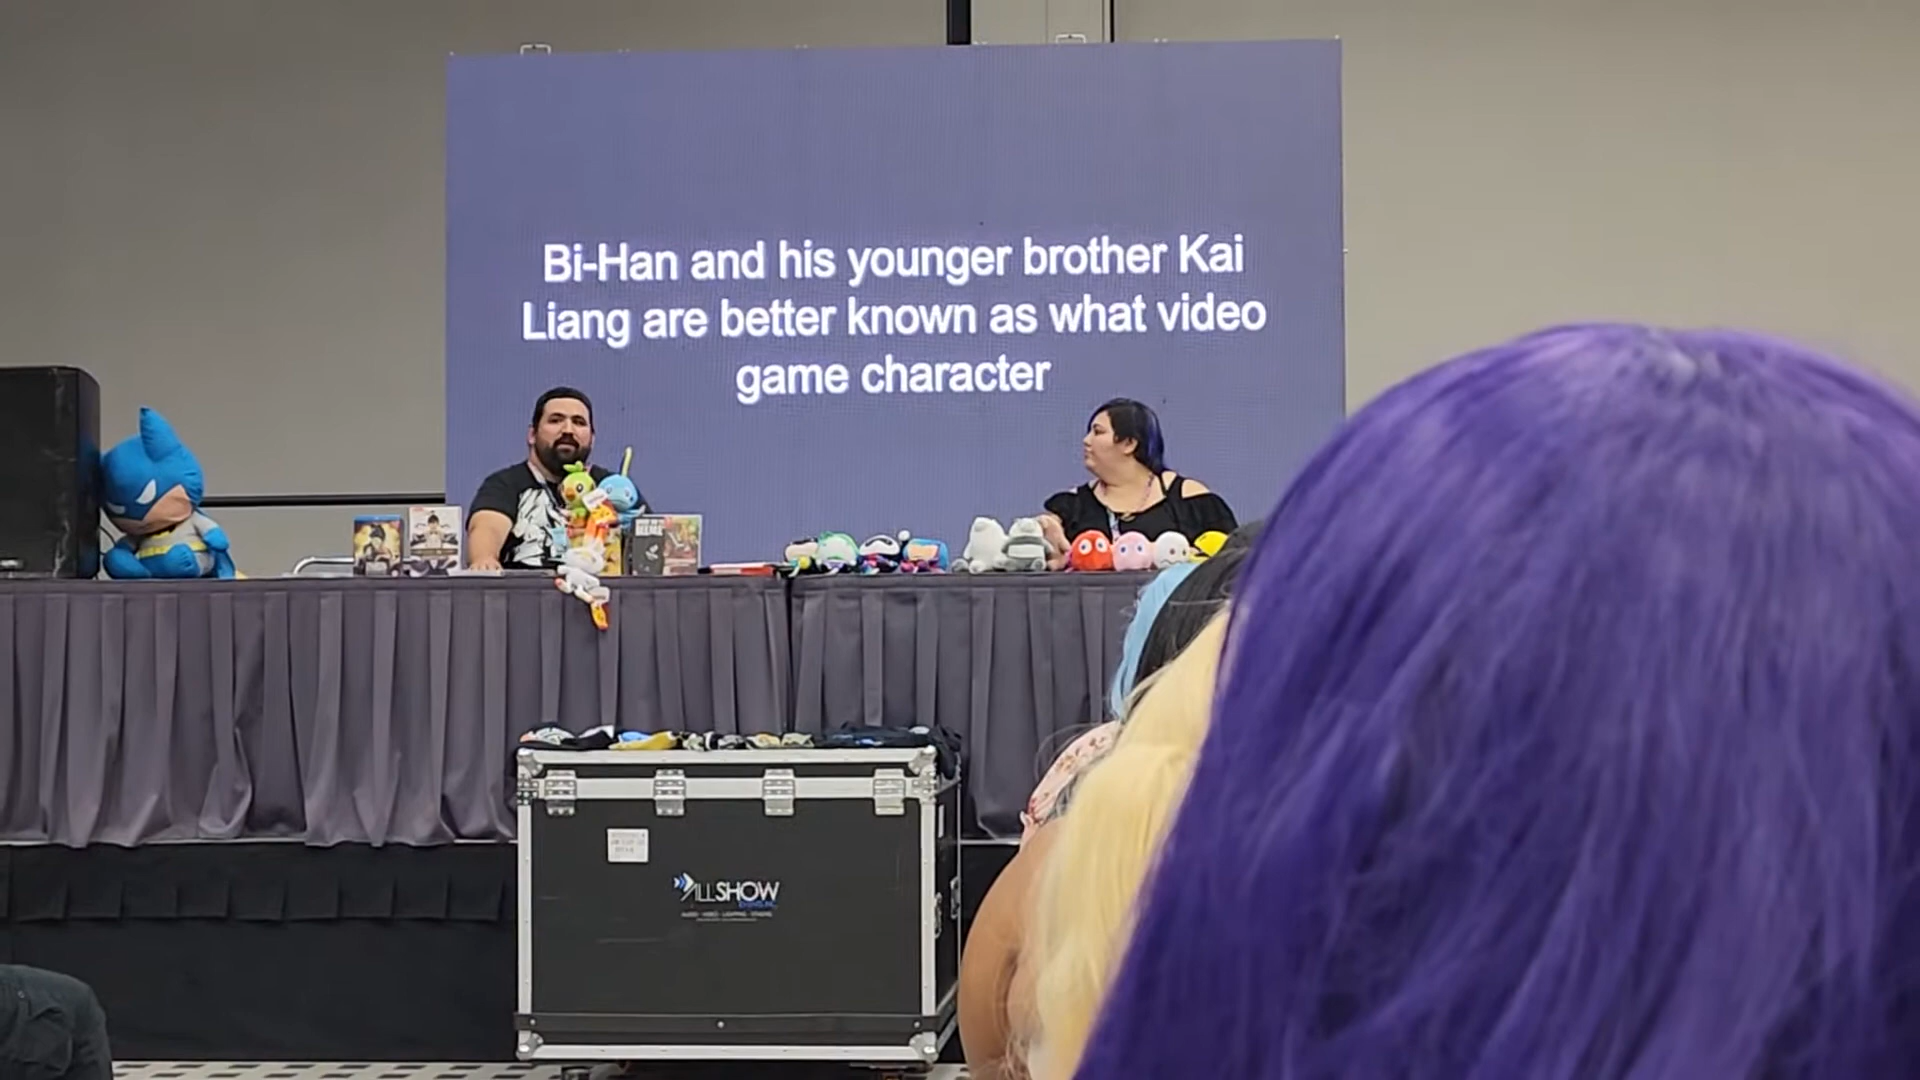 Bi-Han and his younger brother Kai
Liang are better known as what video
game character
ALLSHOW